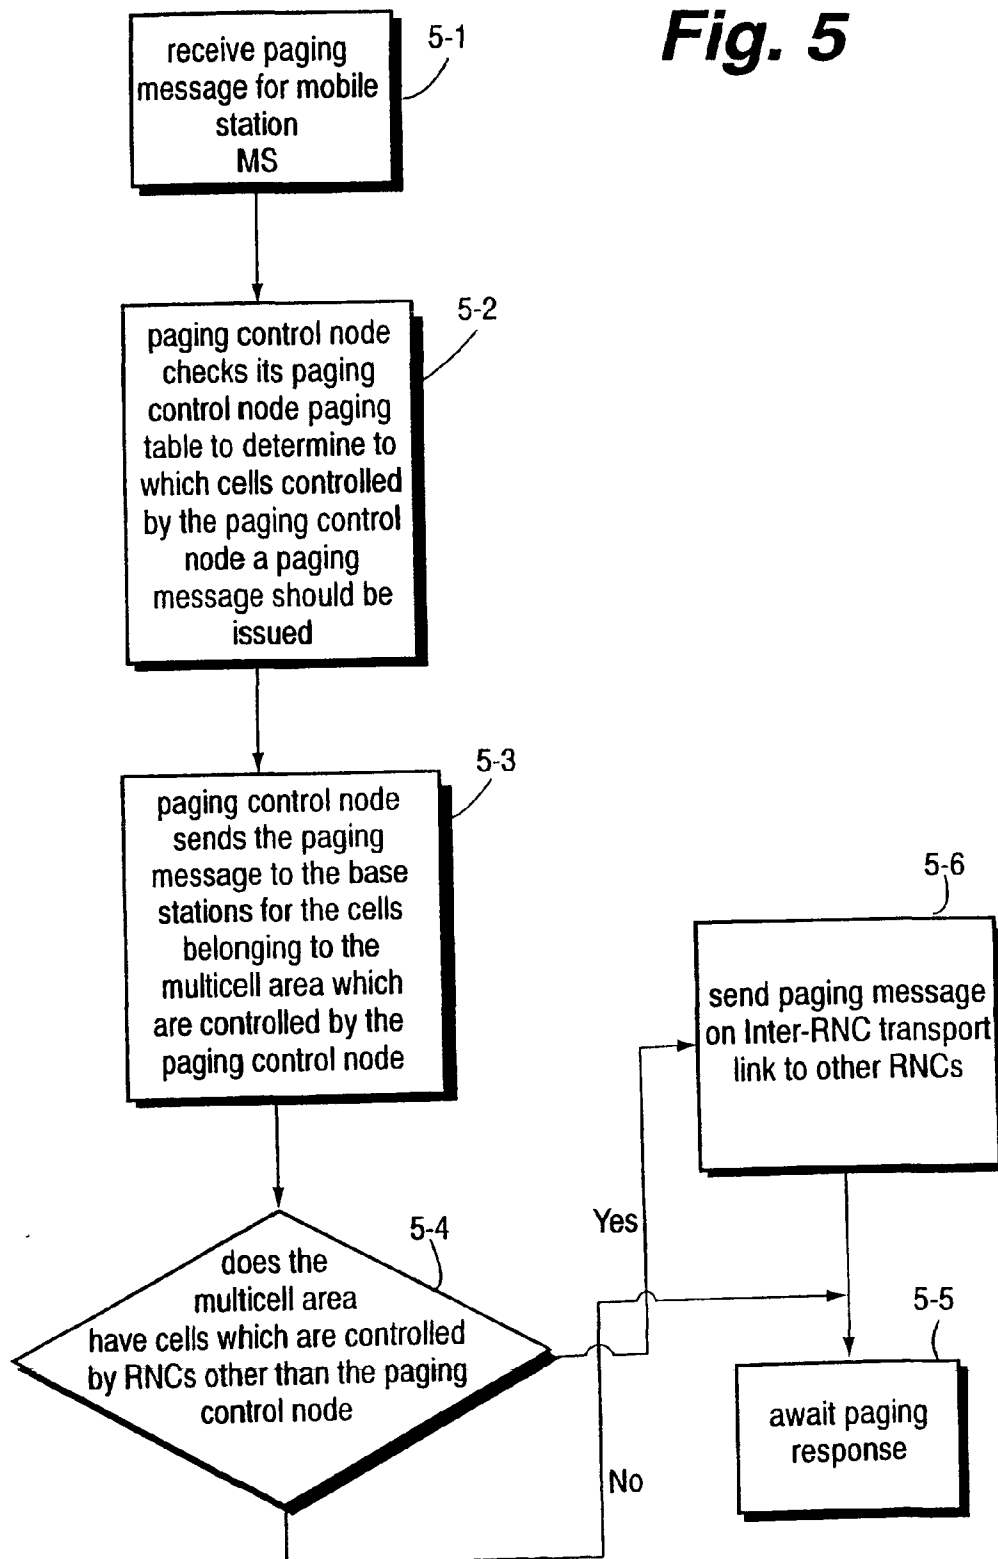 Fig. 5
5-1
receive paging
message for mobile
station
MS
5-2
paging control node
checks its paging
control node paging
table to determine to
which cells controlled
by the paging control
node a paging
message should be
issued
5-3
paging control node
sends the paging
message to the base
stations for the cells
belonging to the
multicell area which
are controlled by the
paging control node
5-4
does the
multicell area
have cells which are controlled
by RNCs other than the paging
control node
Yes
No
5-6
send paging message
on Inter-RNC transport
link to other RNCs
5-5
await paging
response